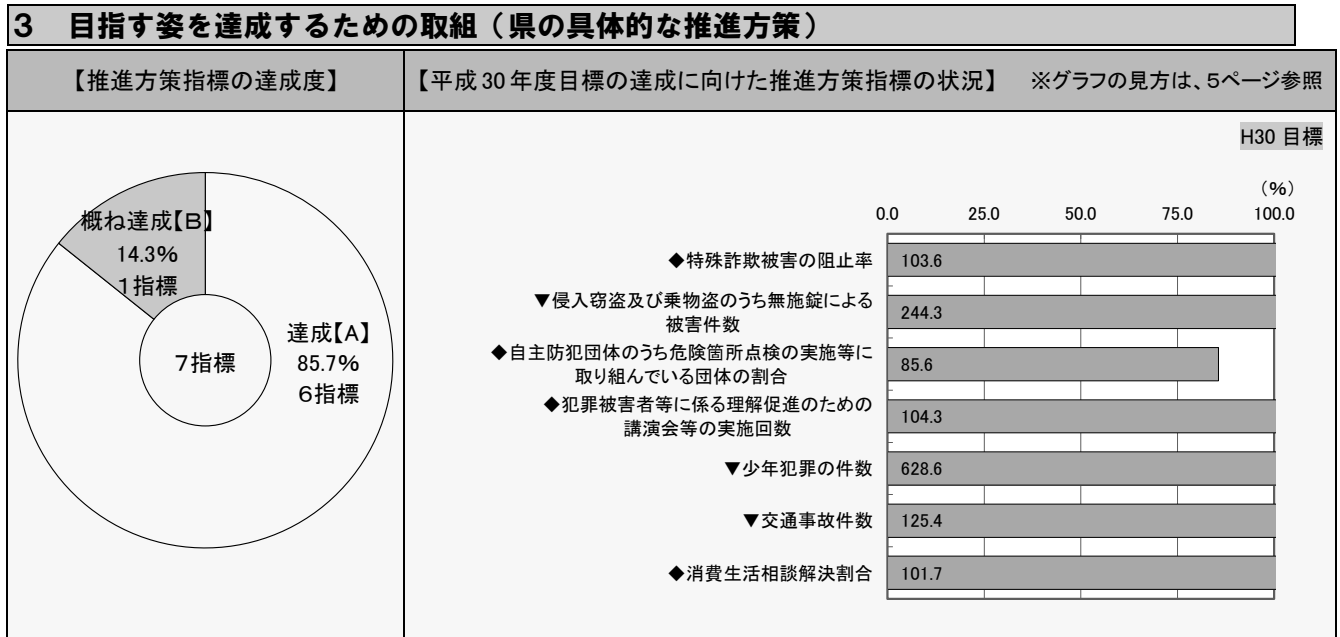 ３　目指す姿を達成するための取組（県の具体的な推進方策）
【推進方策指標の達成度】
【平成30年度目標の達成に向けた推進方策指標の状況】　※グラフの見方は、5ページ参照
概ね達成【B】
14.3%
1指標
達成【A】
85.7%
6指標
7指標
H30 目標
（%）
0.0 25.0 50.0 75.0 100.0
◆特殊詐欺被害の阻止率 103.6
▼侵入窃盗及び乗物盗のうち無施錠による
被害件数 244.3
◆自主防犯団体のうち危険箇所点検の実施等に
取り組んでいる団体の割合 85.6
◆犯罪被害者等に係る理解促進のための
講演会等の実施回数 104.3
▼少年犯罪の件数 628.6
▼交通事故件数 125.4
◆消費生活相談解決割合 101.7